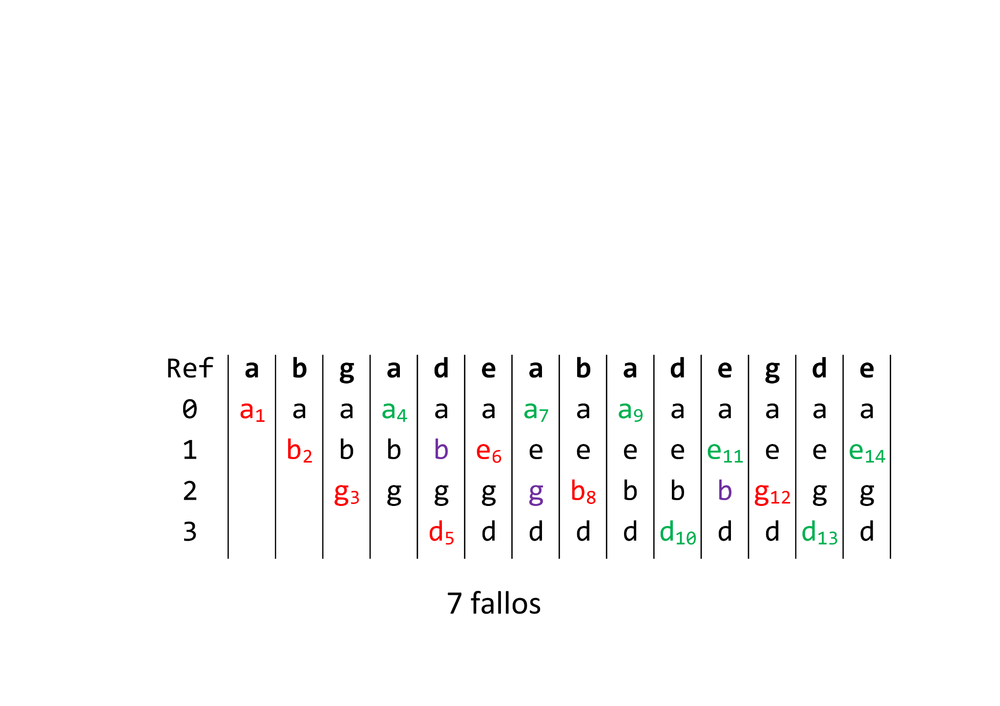 Ref a b g a d e a b a d e g d e
0 a1 a a a4 a a a7 a a9 a a a a a
1 b2 b b b e6 e e e e e11 e e e14
2 g3 g g g g b8 b b b g12 g g
3 d5 d d d d d10 d d d13 d
7 fallos